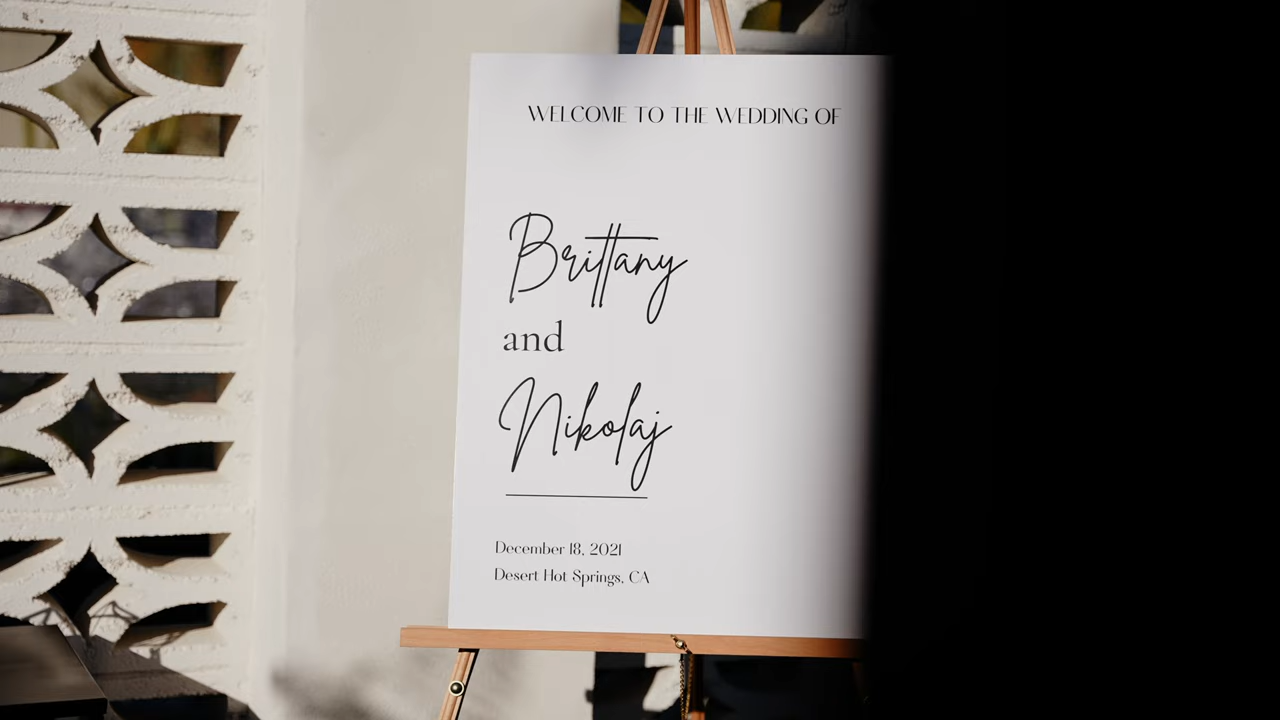 WELCOME TO THE WEDDING OF
Brittany
and
Nikolaj
December 18, 2021
Desert Hot Springs, CA